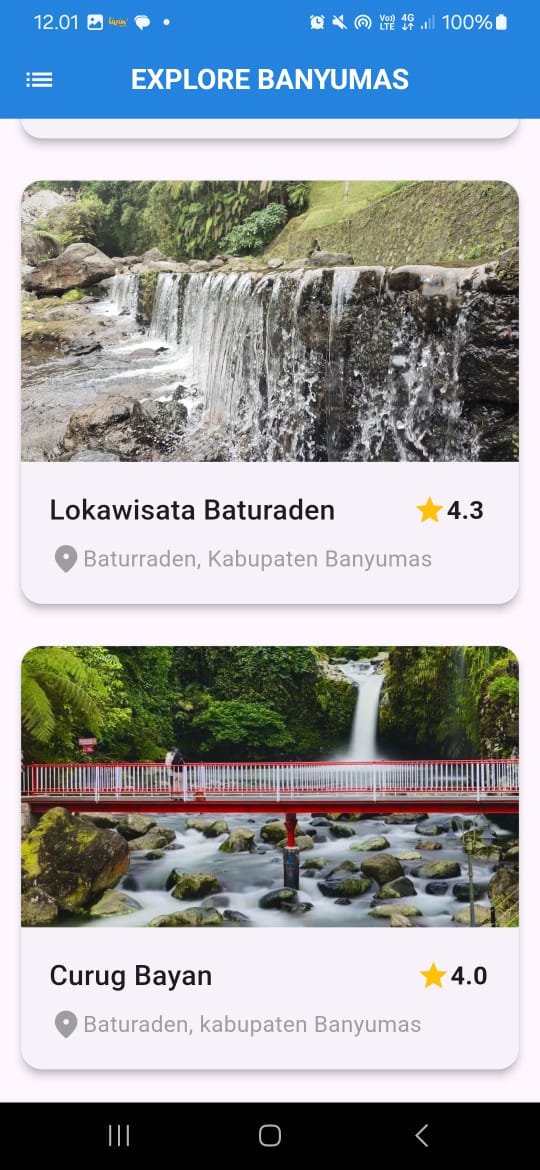 12.01
Vo)) LTE 4G 100%
EXPLORE BANYUMAS
Lokawisata Baturaden
4.3
Baturraden, Kabupaten Banyumas
Curug Bayan
4.0
Baturaden, kabupaten Banyumas